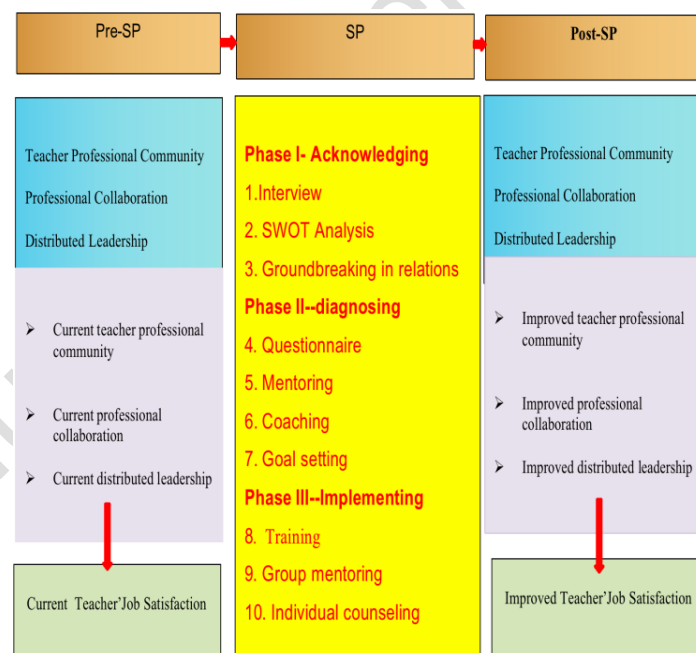 Pre-SP
SP
Post-SP
Teacher Professional Community
Professional Collaboration
Distributed Leadership
➢ Current teacher professional
community
➢ Current professional
collaboration
➢ Current distributed leadership
Current Teacher'Job Satisfaction
Phase I- Acknowledging
1.Interview
2. SWOT Analysis
3. Groundbreaking in relations
Phase II--diagnosing
4. Questionnaire
5. Mentoring
6. Coaching
7. Goal setting
Phase III--Implementing
8. Training
9. Group mentoring
10. Individual counseling
Teacher Professional Community
Professional Collaboration
Distributed Leadership
➢ Improved teacher professional
community
➢ Improved professional
collaboration
➢ Improved distributed leadership
Improved Teacher'Job Satisfaction